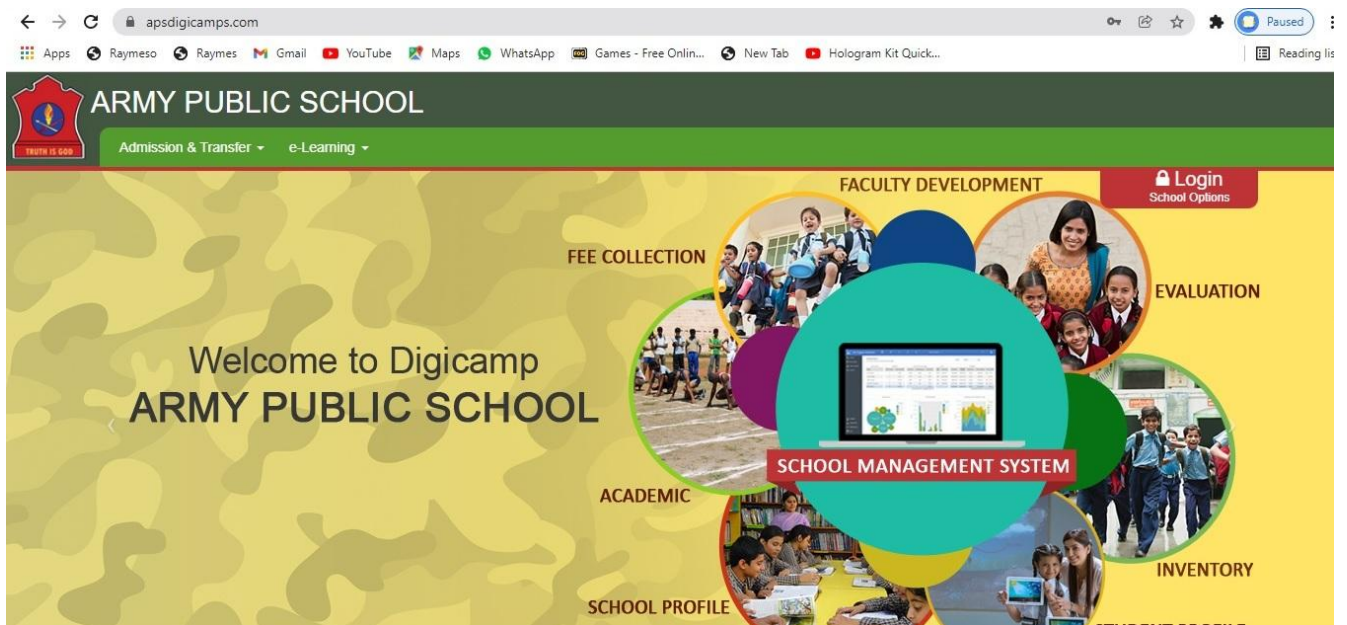 apsdigicamps.com
Paused
Apps Raymeso Raymes Gmail YouTube Maps WhatsApp Games - Free Onlin... New Tab Hologram Kit Quick... Reading lis
ARMY PUBLIC SCHOOL
TRUTH IS GOD
Admission & Transfer e-Learning
Login
School Options
FACULTY DEVELOPMENT
FEE COLLECTION
EVALUATION
Welcome to Digicamp
ARMY PUBLIC SCHOOL
SCHOOL MANAGEMENT SYSTEM
ACADEMIC
INVENTORY
SCHOOL PROFILE
STUDENT PROFILE